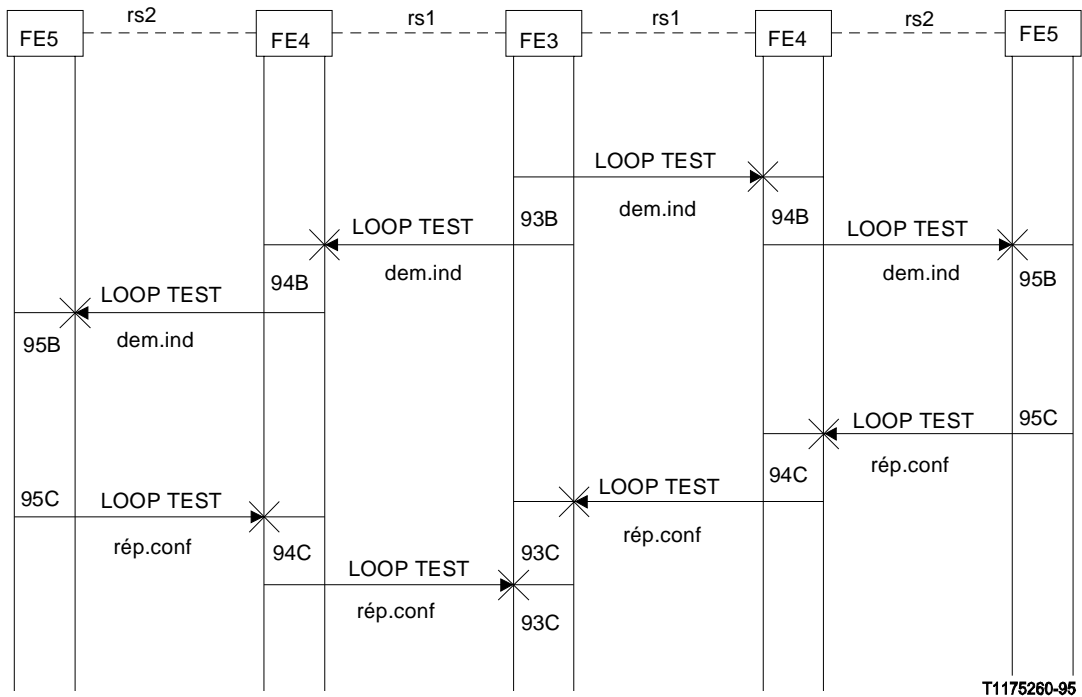 rs2
rs1
rs1
rs2
FE5
FE4
FE3
FE4
FE5
LOOP TEST
dem.ind
93B
94B
LOOP TEST
dem.ind
LOOP TEST
dem.ind
94B
95B
LOOP TEST
dem.ind
95B
LOOP TEST
95C
rép.conf
94C
LOOP TEST
rép.conf
93C
95C
LOOP TEST
rép.conf
94C
LOOP TEST
rép.conf
93C
T1175260-95